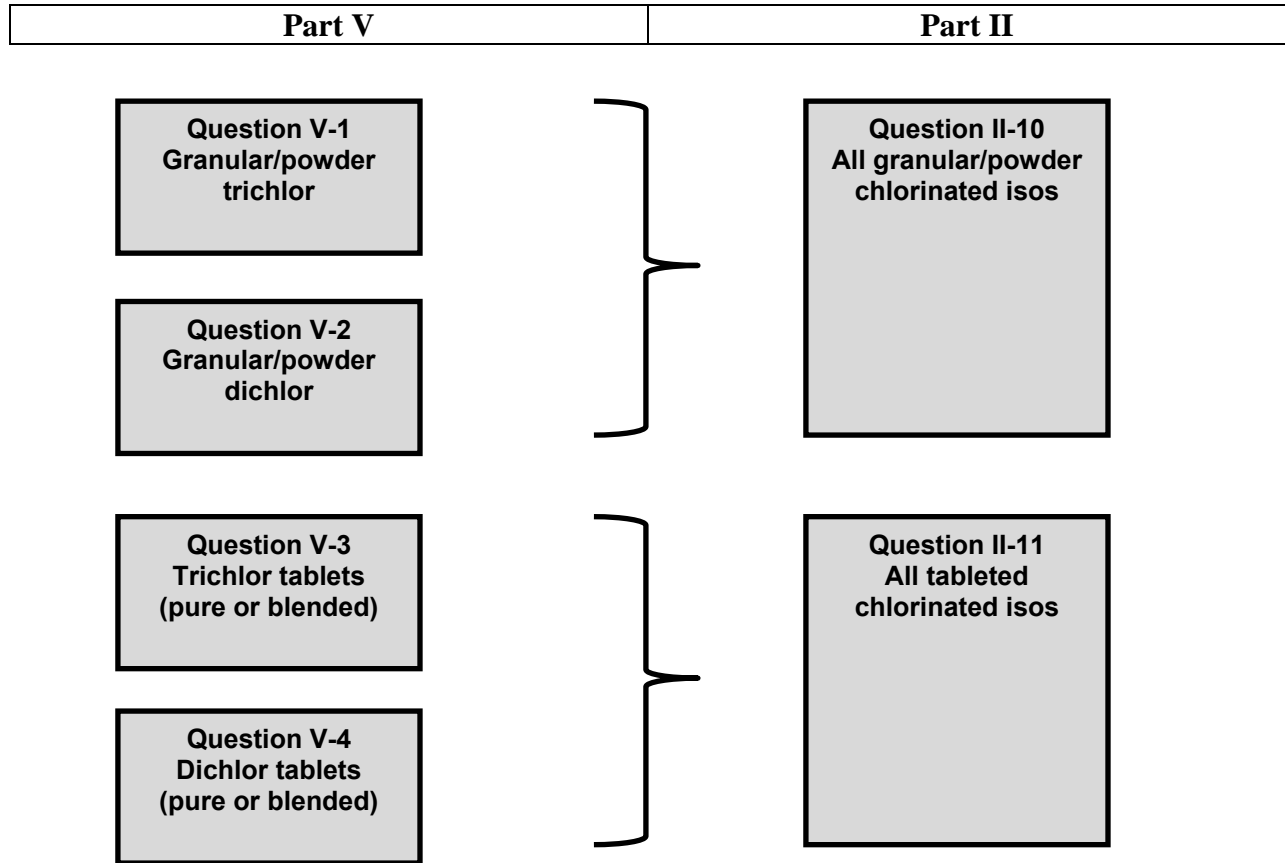 Part V
Part II
Question V-1
Granular/powder
trichlor
Question II-10
All granular/powder
chlorinated isos
Question V-2
Granular/powder
dichlor
Question V-3
Trichlor tablets
(pure or blended)
Question II-11
All tableted
chlorinated isos
Question V-4
Dichlor tablets
(pure or blended)